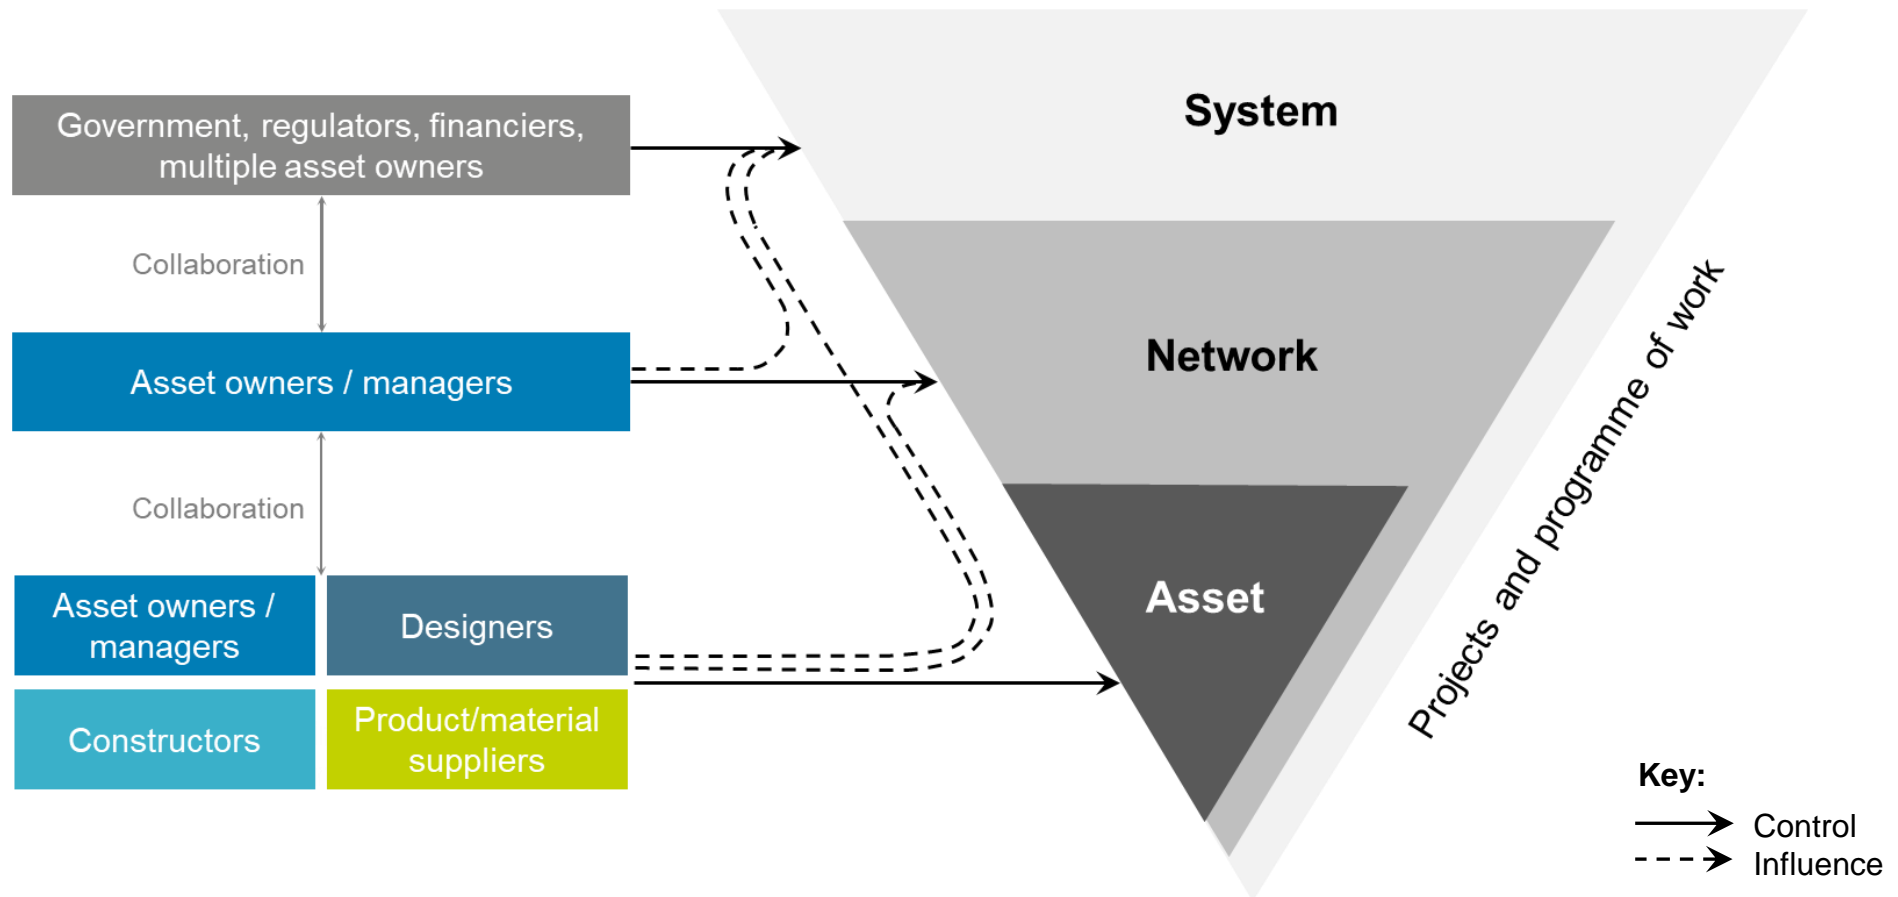 System
Government, regulators, financiers,
multiple asset owners
Collaboration
Asset owners / managers
Network
Projects and programme of work
Collaboration
Asset owners /
managers
Designers
Asset
Constructors
Product/material
suppliers
Key:
Control
Influence